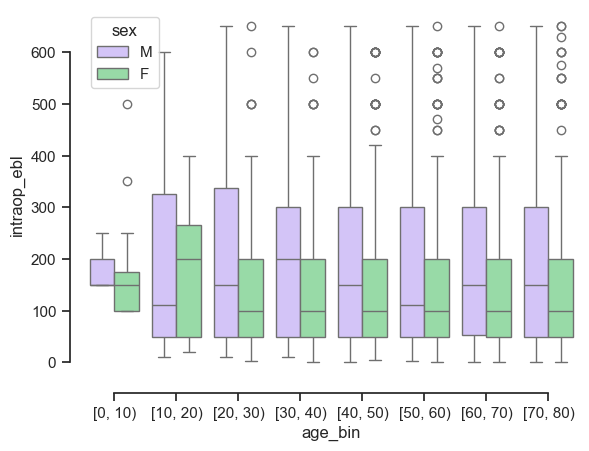 sex
M
F
600
500
400
300
200
100
0
intraop_ebl
[0, 10) [10, 20) [20, 30) [30, 40) [40, 50) [50, 60) [60, 70) [70, 80)
age_bin